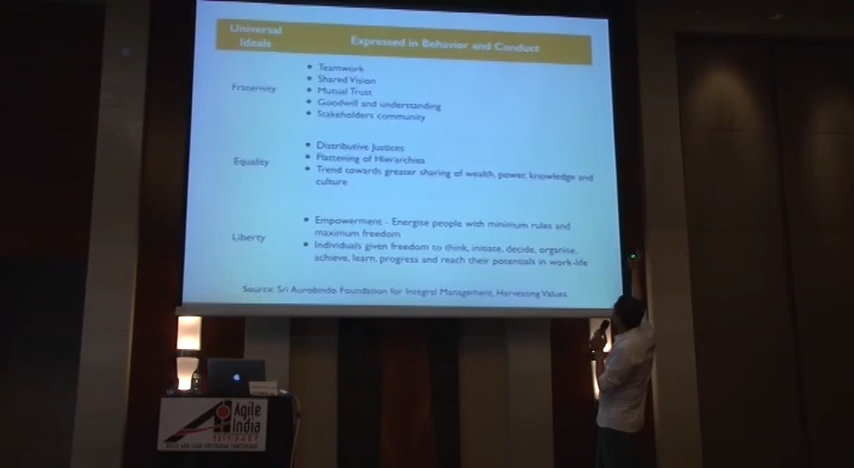 Universal Ideals
Expressed in Behavior and Conduct
Fraternity
• Teamwork
• Shared Vision
• Mutual Trust
• Goodwill and understanding
• Stakeholders community
Equality
• Distributive Justices
• Flattening of Hierarchies
• Trend towards greater sharing of wealth, power, knowledge and
culture
Liberty
• Empowerment - Energise people with minimum rules and
maximum freedom
• Individuals given freedom to think, initiate, decide, organise,
achieve, learn, progress and reach their potentials in work-life
Source: Sri Aurobindo Foundation for Integral Management, Harvesting Values
Agile
India